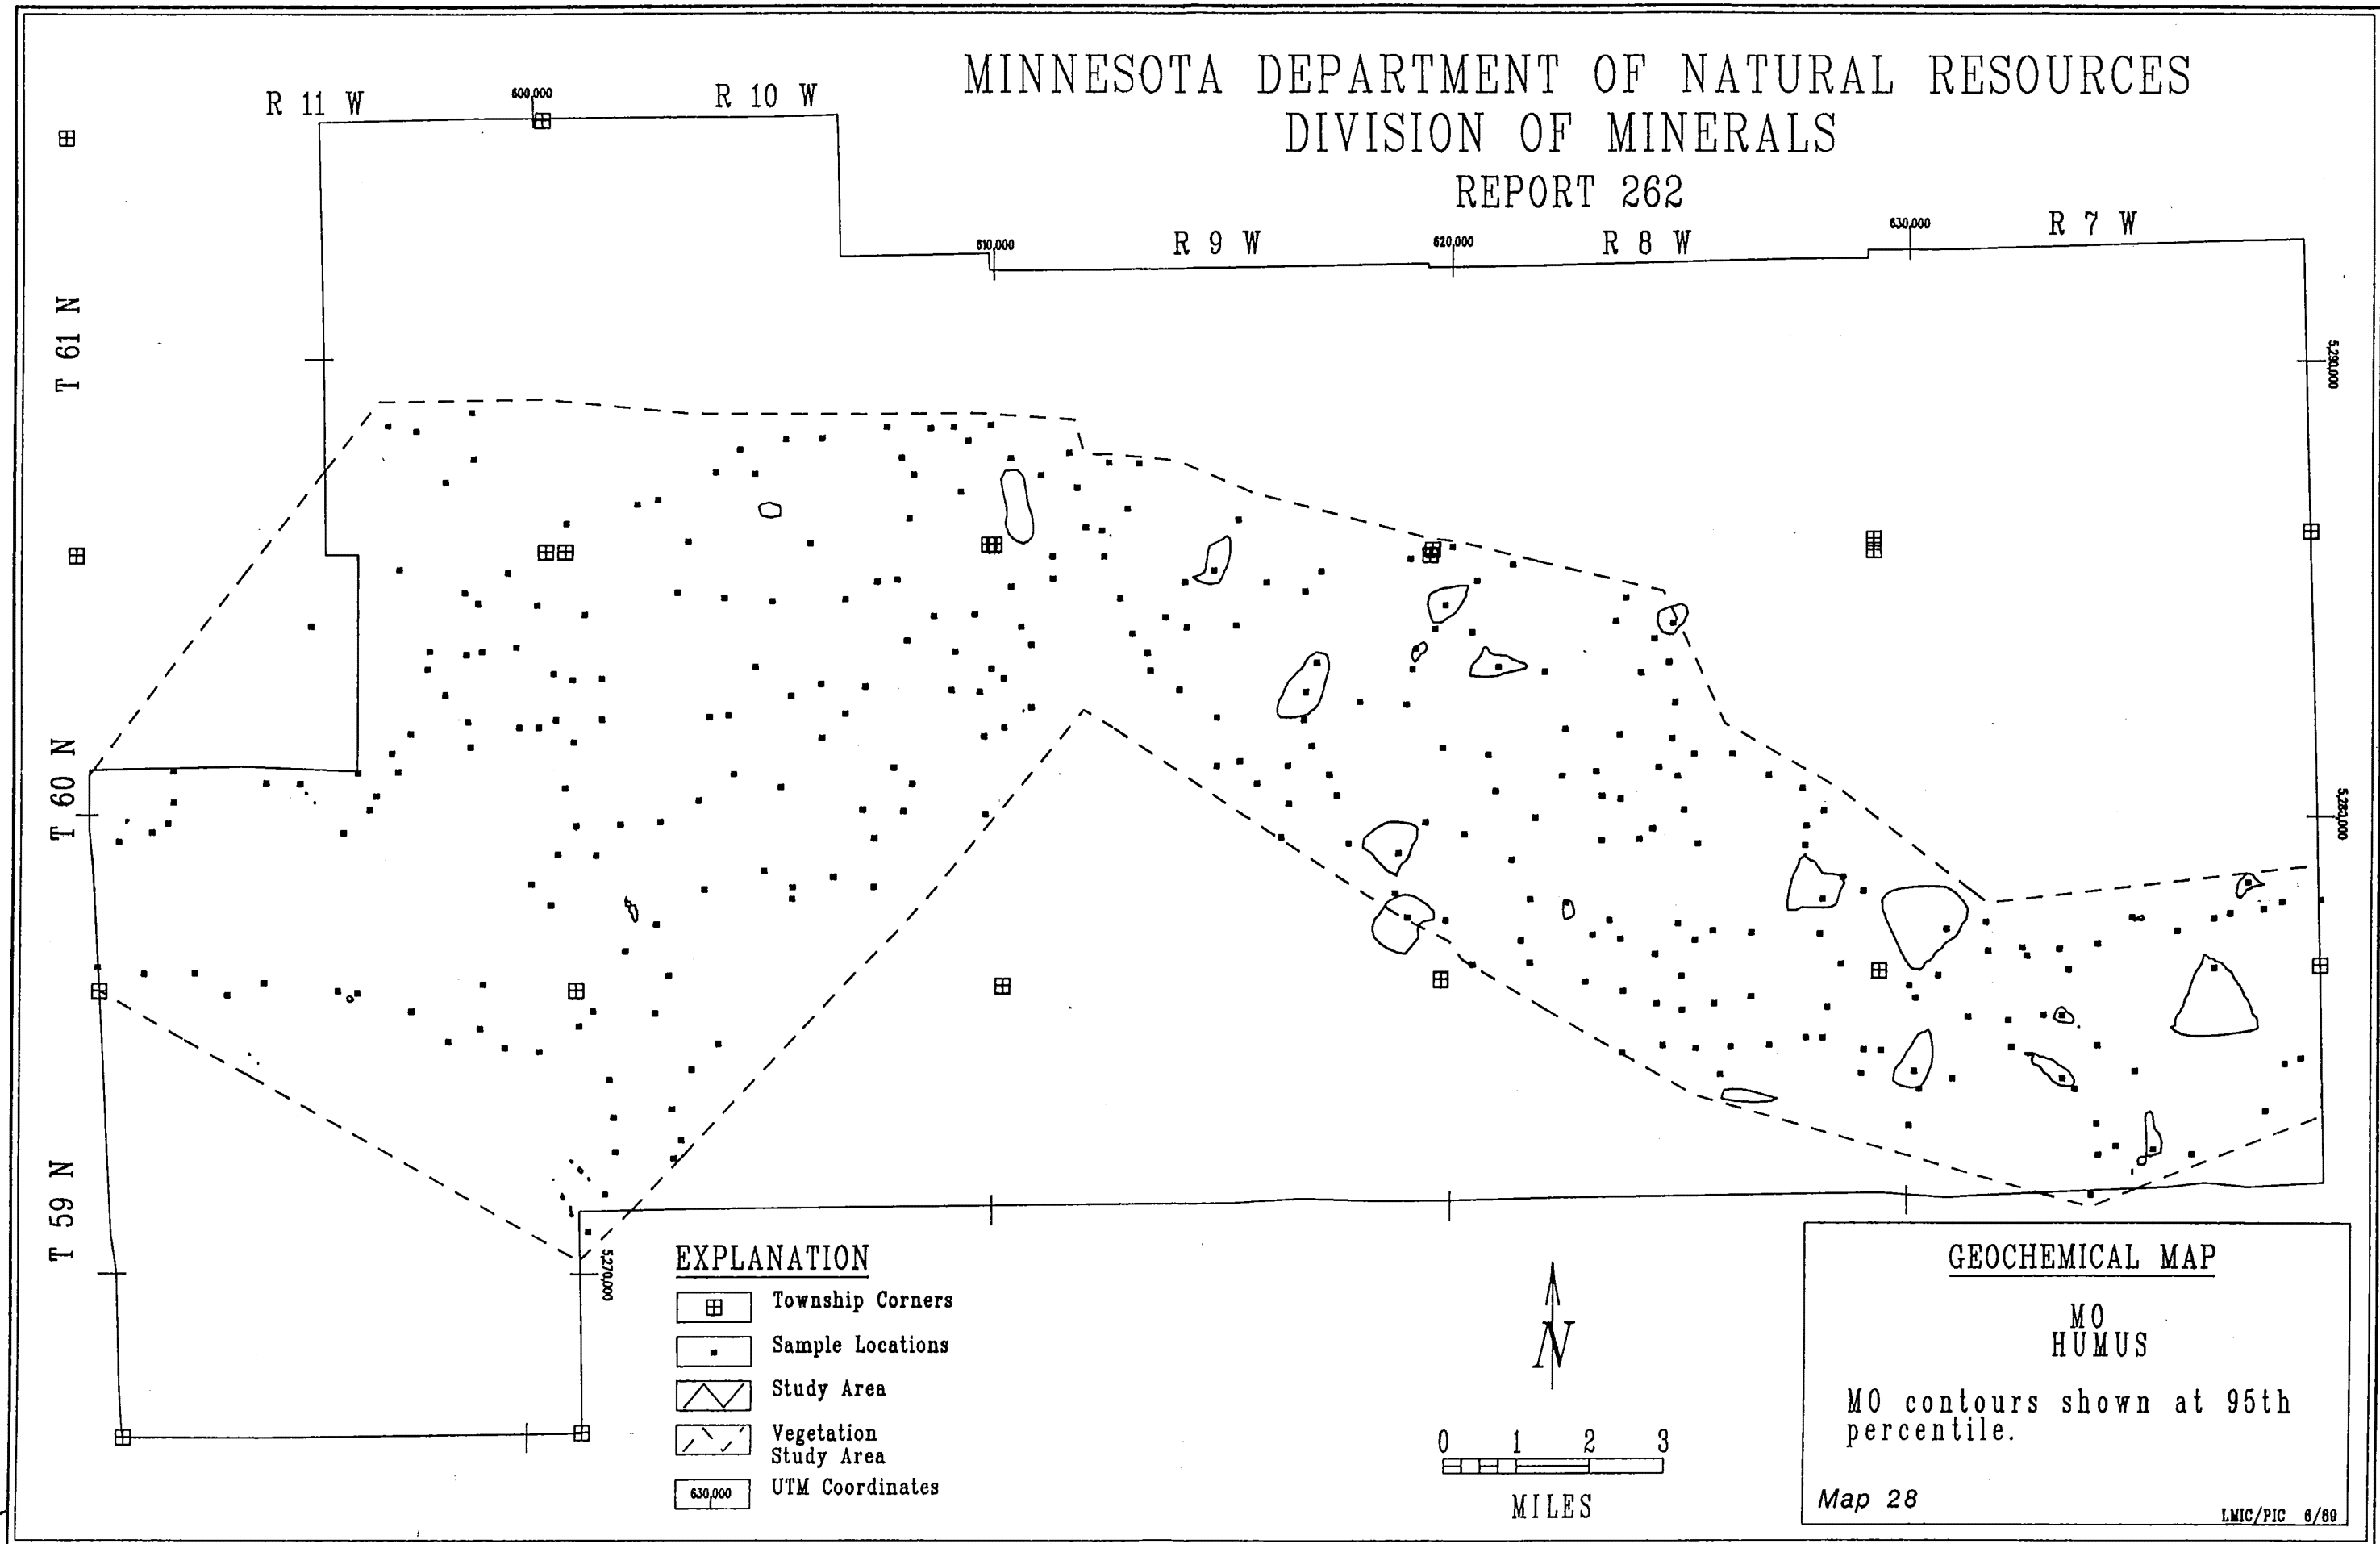 MINNESOTA DEPARTMENT OF NATURAL RESOURCES
DIVISION OF MINERALS
REPORT 262
R 11 W
600,000
R 10 W
610,000
R 9 W
620,000
R 8 W
630,000
R 7 W
T 61 N
5,290,000
T 60 N
5,280,000
T 59 N
5,270,000
EXPLANATION
Township Corners
Sample Locations
Study Area
Vegetation
Study Area
630,000
UTM Coordinates
N
0 1 2 3
MILES
GEOCHEMICAL MAP
MO
HUMUS
MO contours shown at 95th
percentile.
Map 28
LMIC/PIC 6/89